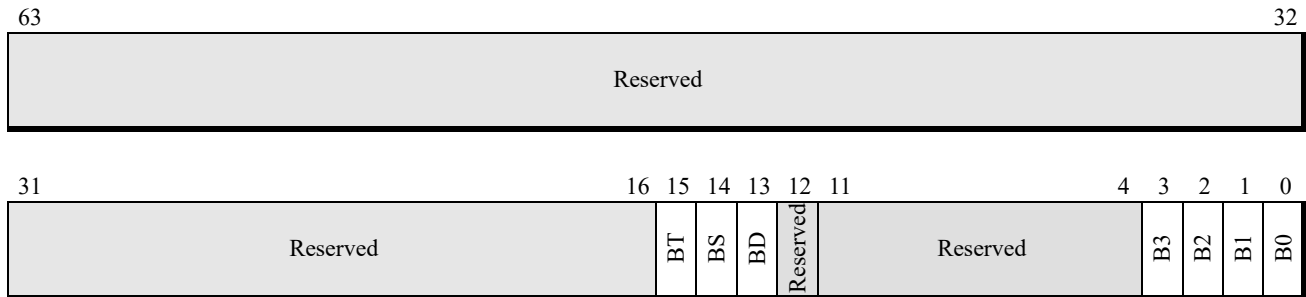 63 32
Reserved
31 16 15 14 13 12 11 4 3 2 1 0
Reserved BT BS BD Reserved Reserved B3 B2 B1 B0